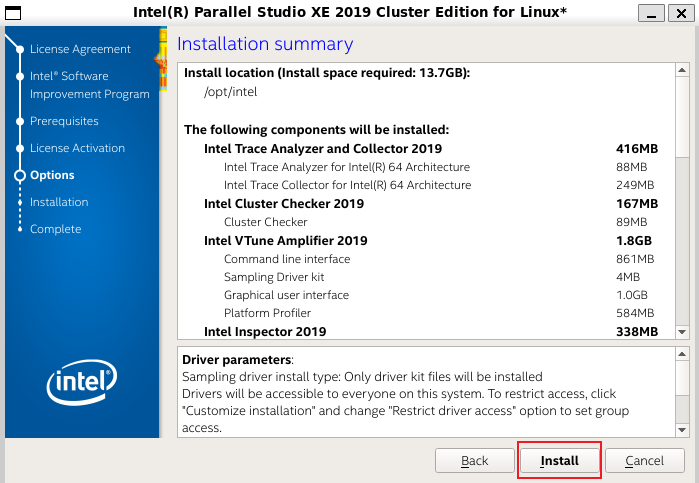 Intel(R) Parallel Studio XE 2019 Cluster Edition for Linux*
License Agreement
Intel® Software
Improvement Program
Prerequisites
License Activation
Options
Installation
Complete
intel
Installation summary
Install location (Install space required: 13.7GB):
/opt/intel
The following components will be installed:
Intel Trace Analyzer and Collector 2019 416MB
Intel Trace Analyzer for Intel(R) 64 Architecture 88MB
Intel Trace Collector for Intel(R) 64 Architecture 249MB
Intel Cluster Checker 2019 167MB
Cluster Checker 89MB
Intel VTune Amplifier 2019 1.8GB
Command line interface 861MB
Sampling Driver kit 4MB
Graphical user interface 1.0GB
Platform Profiler 584MB
Intel Inspector 2019 338MB
Driver parameters:
Sampling driver install type: Only driver kit files will be installed
Drivers will be accessible to everyone on this system. To restrict access, click
"Customize installation" and change "Restrict driver access" option to set group
access.
Back Install Cancel